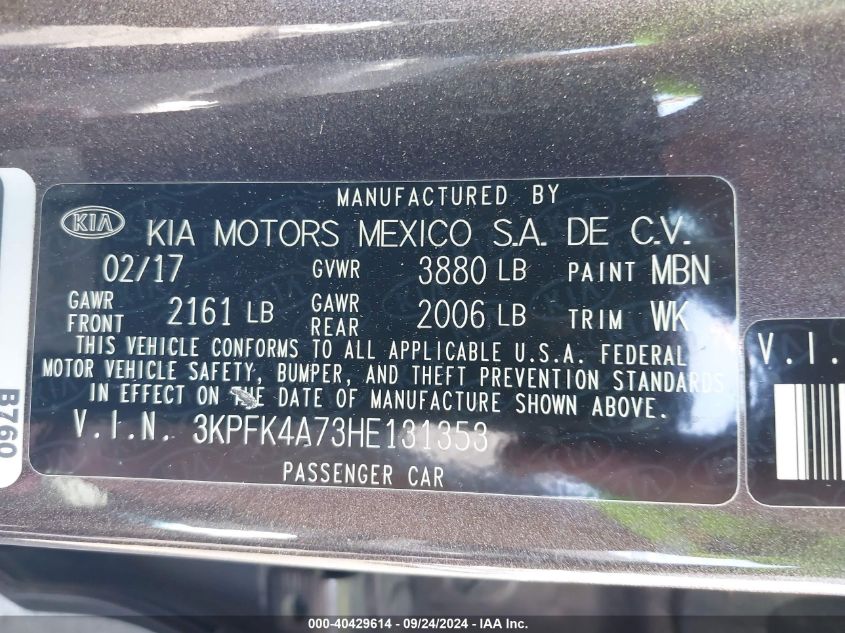 MANUFACTURED BY
KIA KIA MOTORS MEXICO S.A. DE C.V.
02/17 GVWR 3880 LB PAINT MBN
GAWR FRONT 2161 LB GAWR REAR 2006 LB TRIM WK
THIS VEHICLE CONFORMS TO ALL APPLICABLE U.S.A. FEDERAL
MOTOR VEHICLE SAFETY, BUMPER, AND THEFT PREVENTION STANDARDS
IN EFFECT ON THE DATE OF MANUFACTURE SHOWN ABOVE.
V.I.N. 3KPFK4A73HE131353
PASSENGER CAR
V.I.
B760
000-40429614 - 09/24/2024 - IAA Inc.